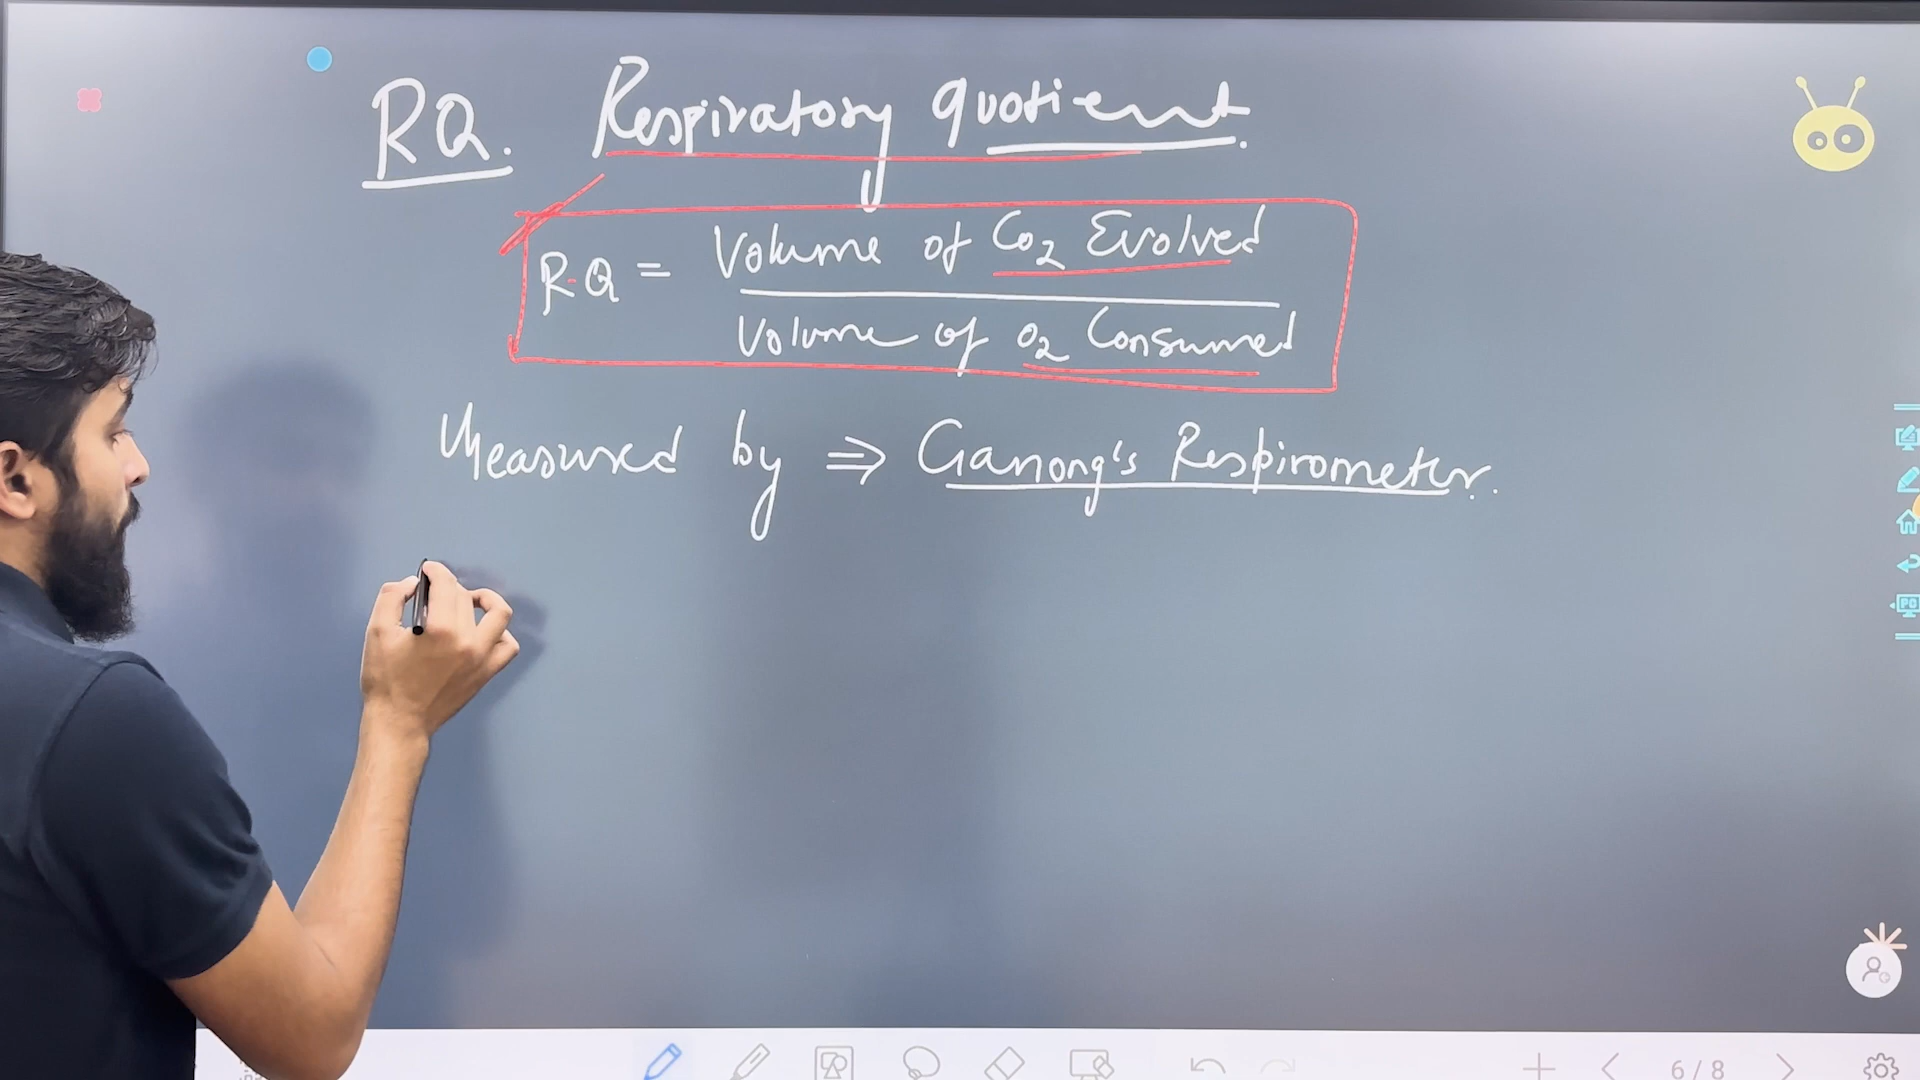 RQ. Respiratory quotient.
R.Q = Volume of CO2 Evolved
Volume of O2 Consumed
Measured by ⇒ Ganong's Respirometer.
6/8